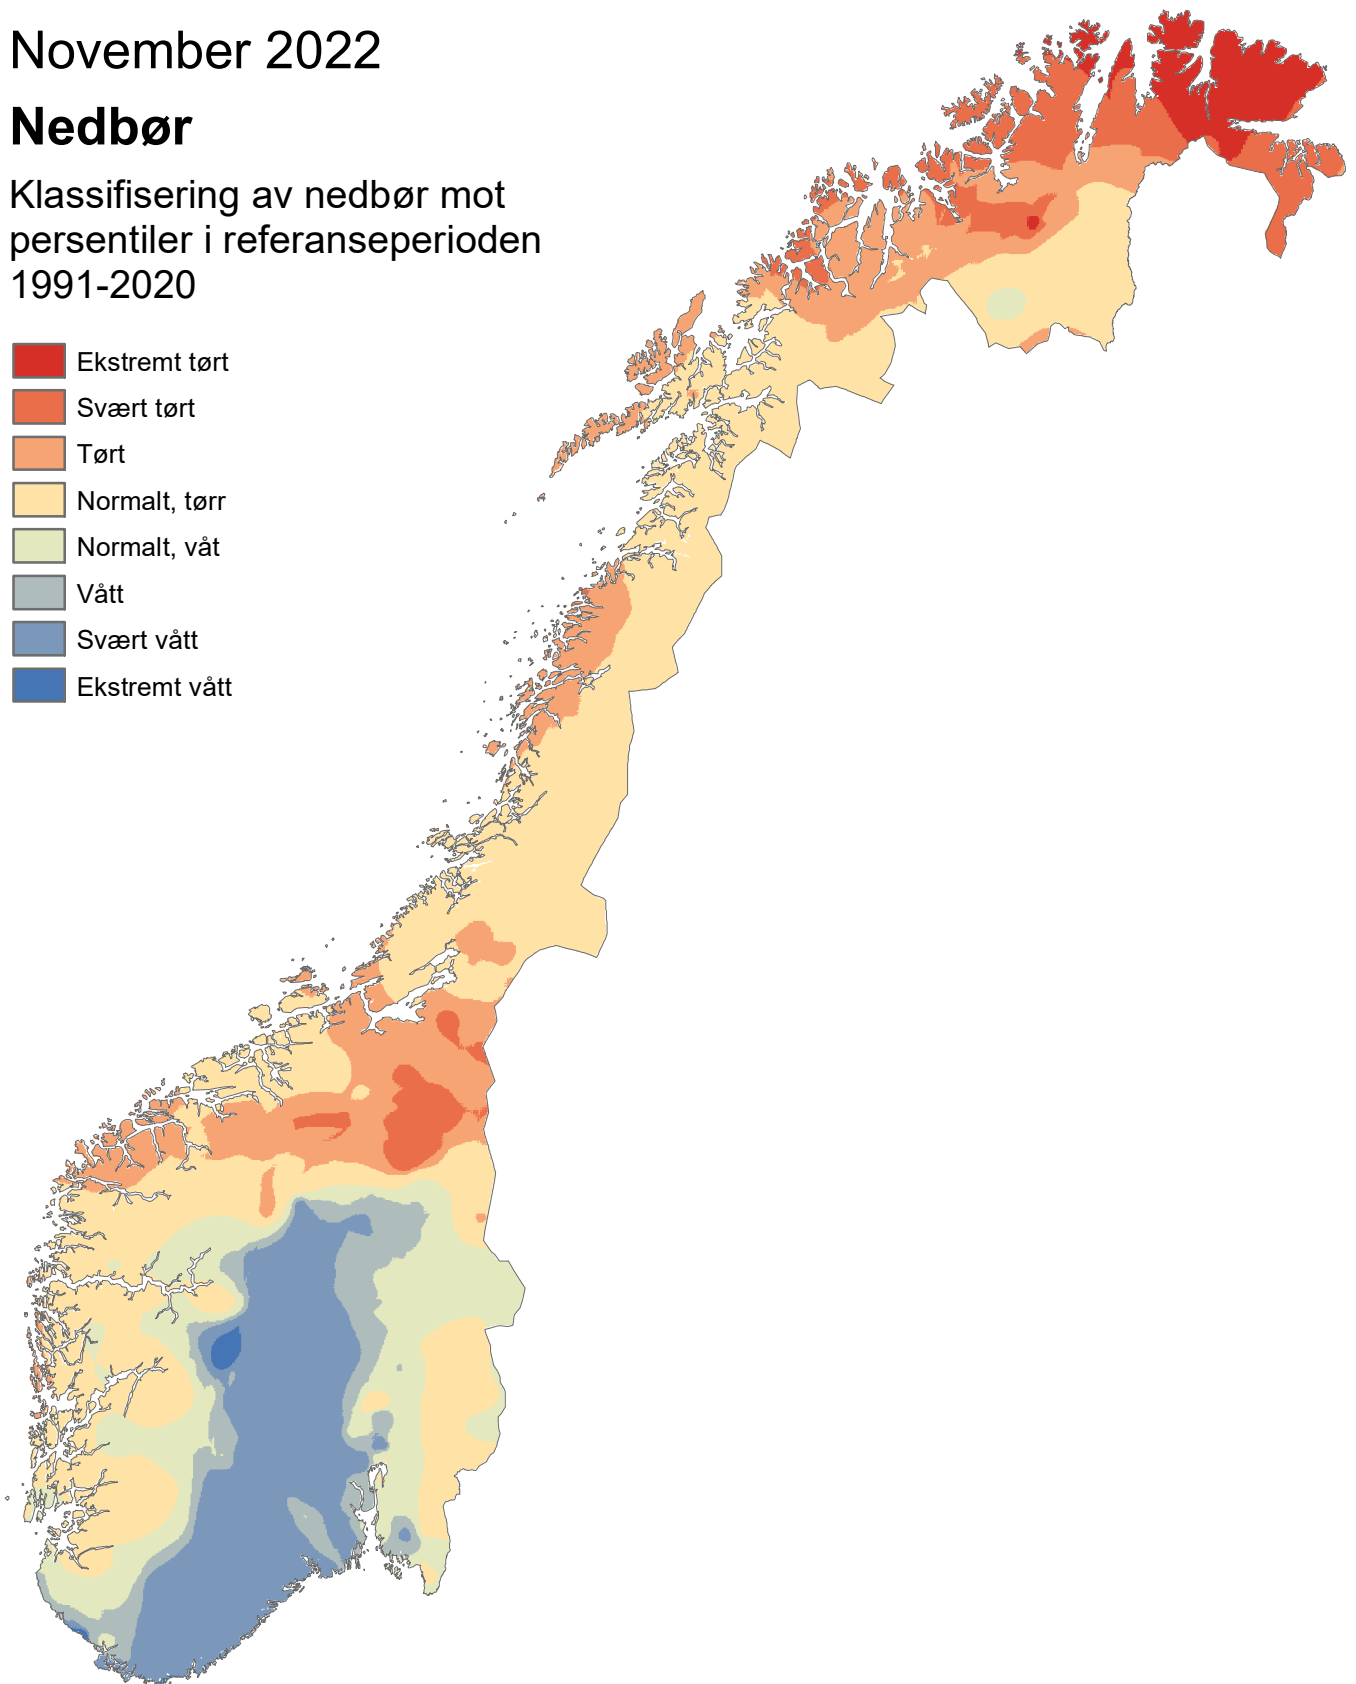 November 2022
Nedbør
Klassifisering av nedbør mot
persentiler i referanseperioden
1991-2020
Ekstremt tørt
Svært tørt
Tørt
Normalt, tørr
Normalt, våt
Vått
Svært vått
Ekstremt vått